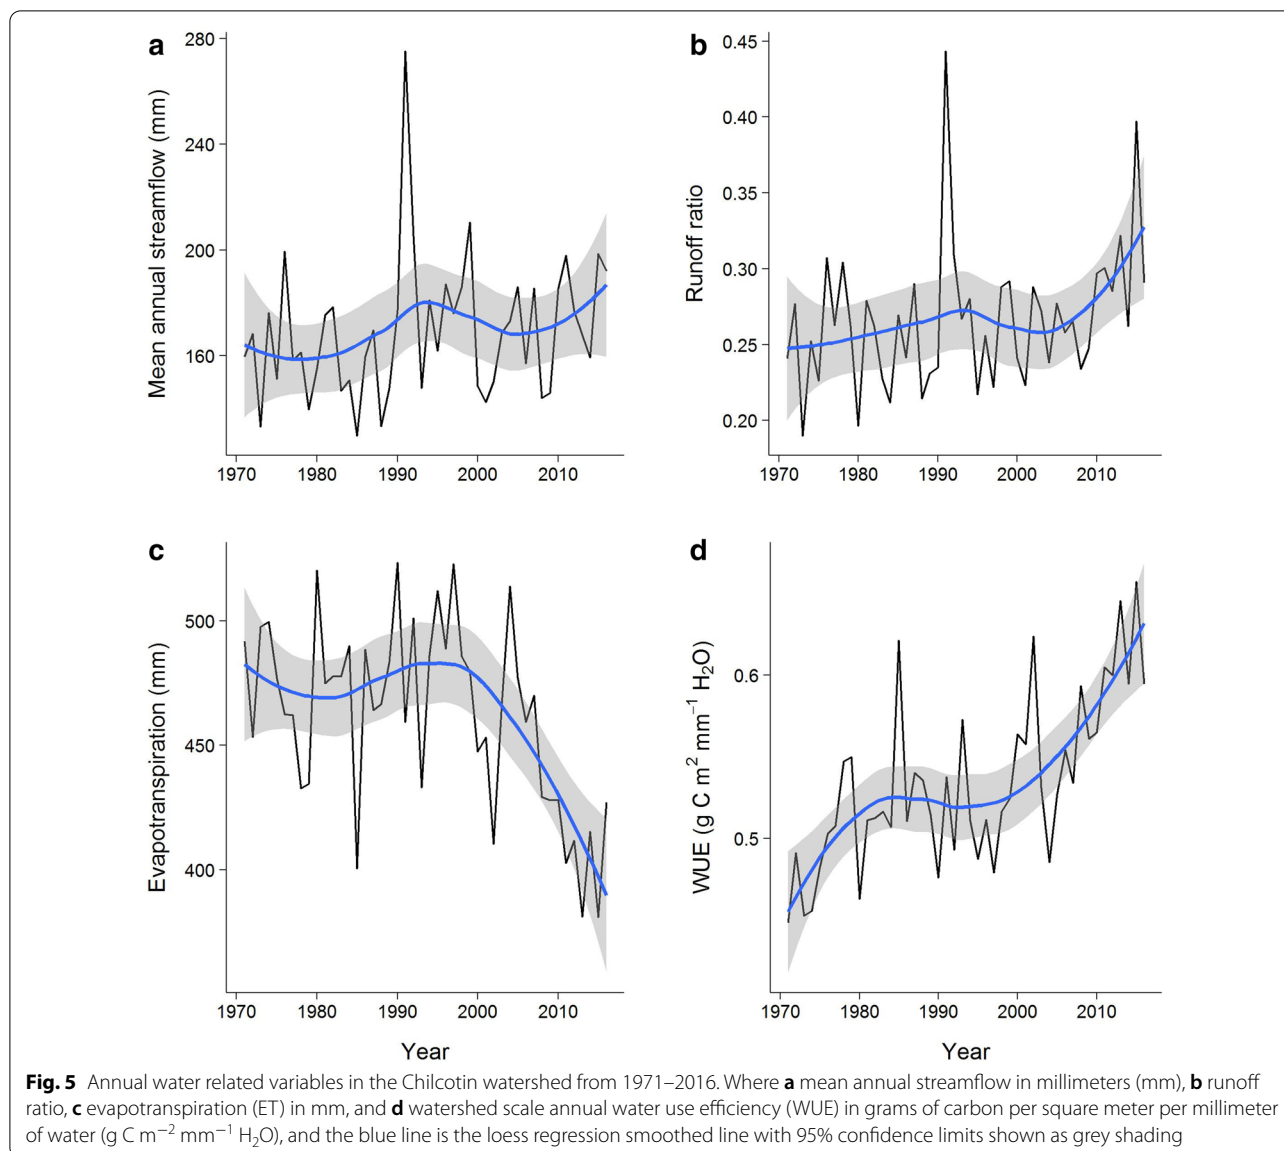 a
Mean annual streamflow (mm)
280
240
200
160
1970 1980 1990 2000 2010
b
Runoff ratio
0.45
0.40
0.35
0.30
0.25
0.20
1970 1980 1990 2000 2010
c
Evapotranspiration (mm)
500
450
400
1970 1980 1990 2000 2010
Year
d
WUE (g C m² mm⁻¹ H₂O)
0.6
0.5
1970 1980 1990 2000 2010
Year
Fig. 5 Annual water related variables in the Chilcotin watershed from 1971–2016. Where a mean annual streamflow in millimeters (mm), b runoff
ratio, c evapotranspiration (ET) in mm, and d watershed scale annual water use efficiency (WUE) in grams of carbon per square meter per millimeter
of water (g C m⁻² mm⁻¹ H₂O), and the blue line is the loess regression smoothed line with 95% confidence limits shown as grey shading